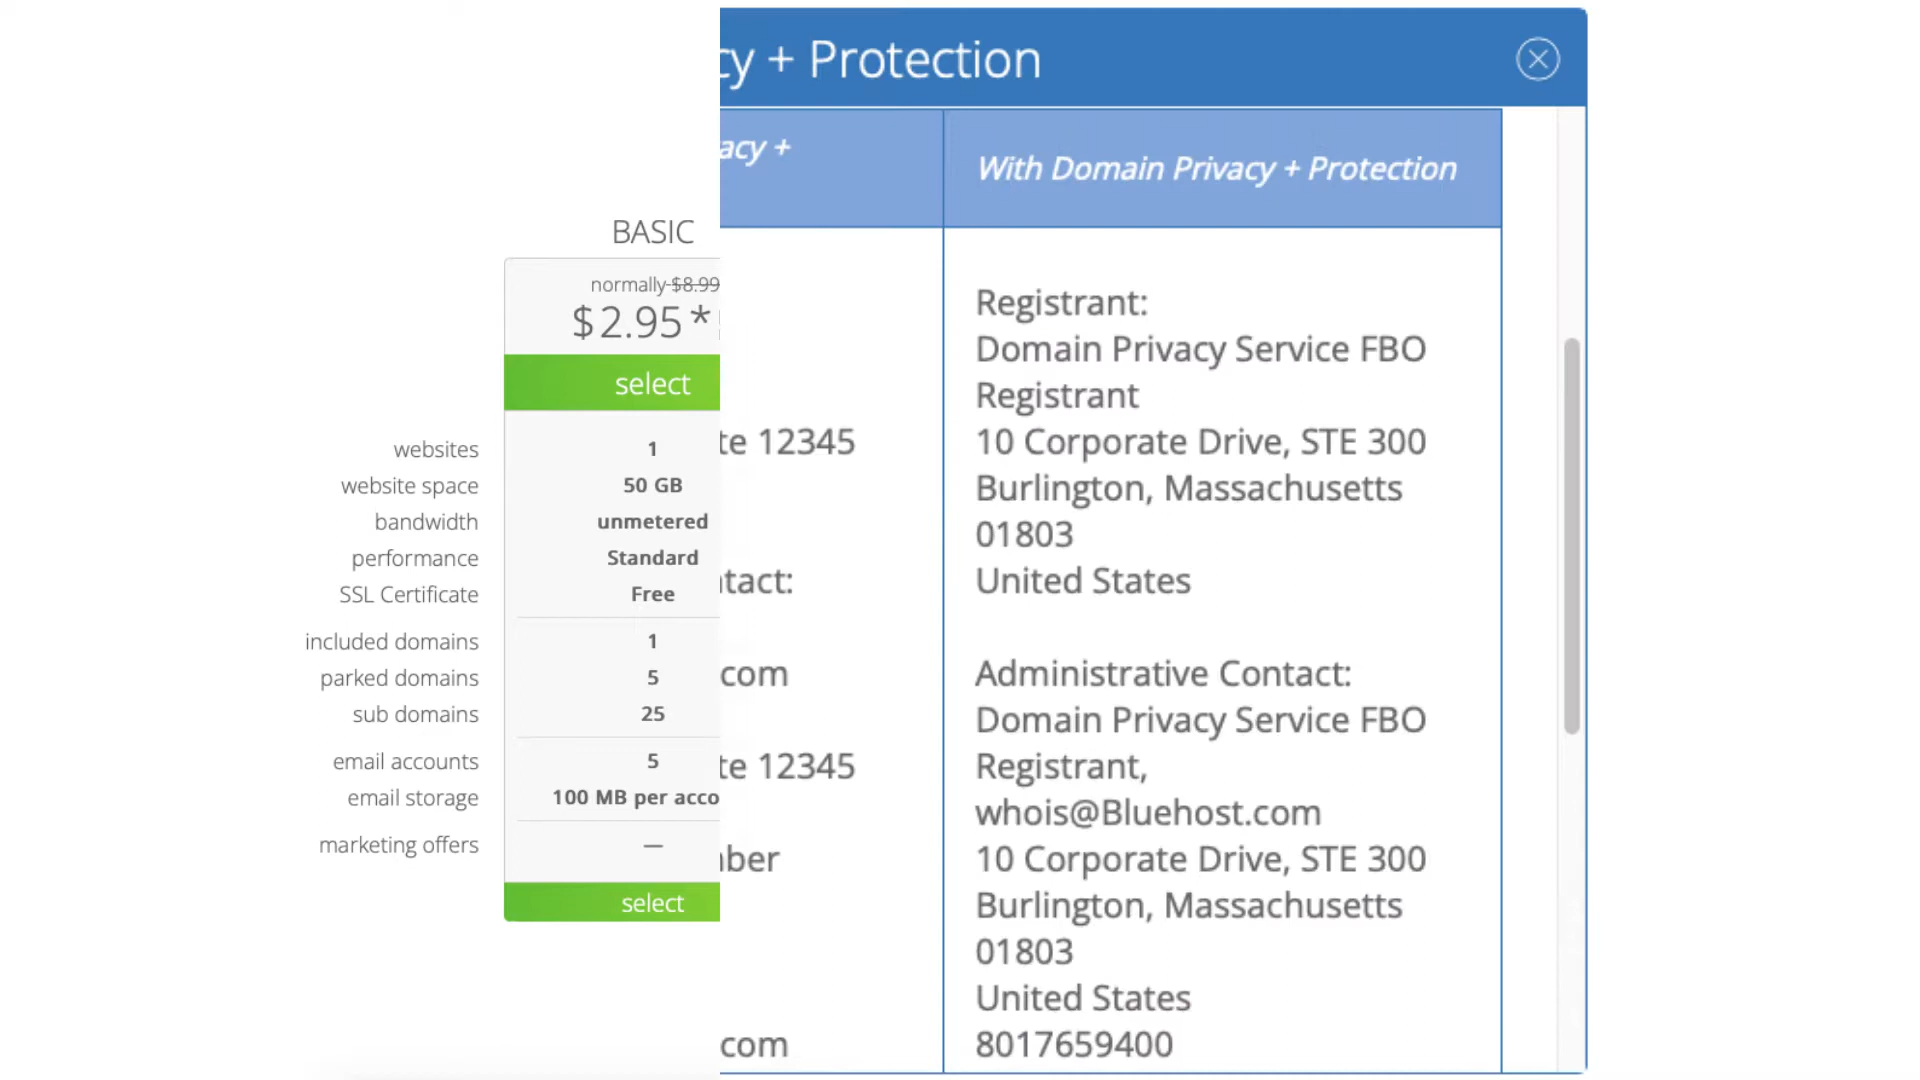 BASIC
normally $8.99
$2.95*
select
websites 1
website space 50 GB
bandwidth unmetered
performance Standard
SSL Certificate Free
included domains 1
parked domains 5
sub domains 25
email accounts 5
email storage 100 MB per acco
marketing offers —
select
cy + Protection
acy +
te 12345
tact:
com
te 12345
ber
com
With Domain Privacy + Protection
Registrant:
Domain Privacy Service FBO
Registrant
10 Corporate Drive, STE 300
Burlington, Massachusetts
01803
United States
Administrative Contact:
Domain Privacy Service FBO
Registrant,
whois@Bluehost.com
10 Corporate Drive, STE 300
Burlington, Massachusetts
01803
United States
8017659400